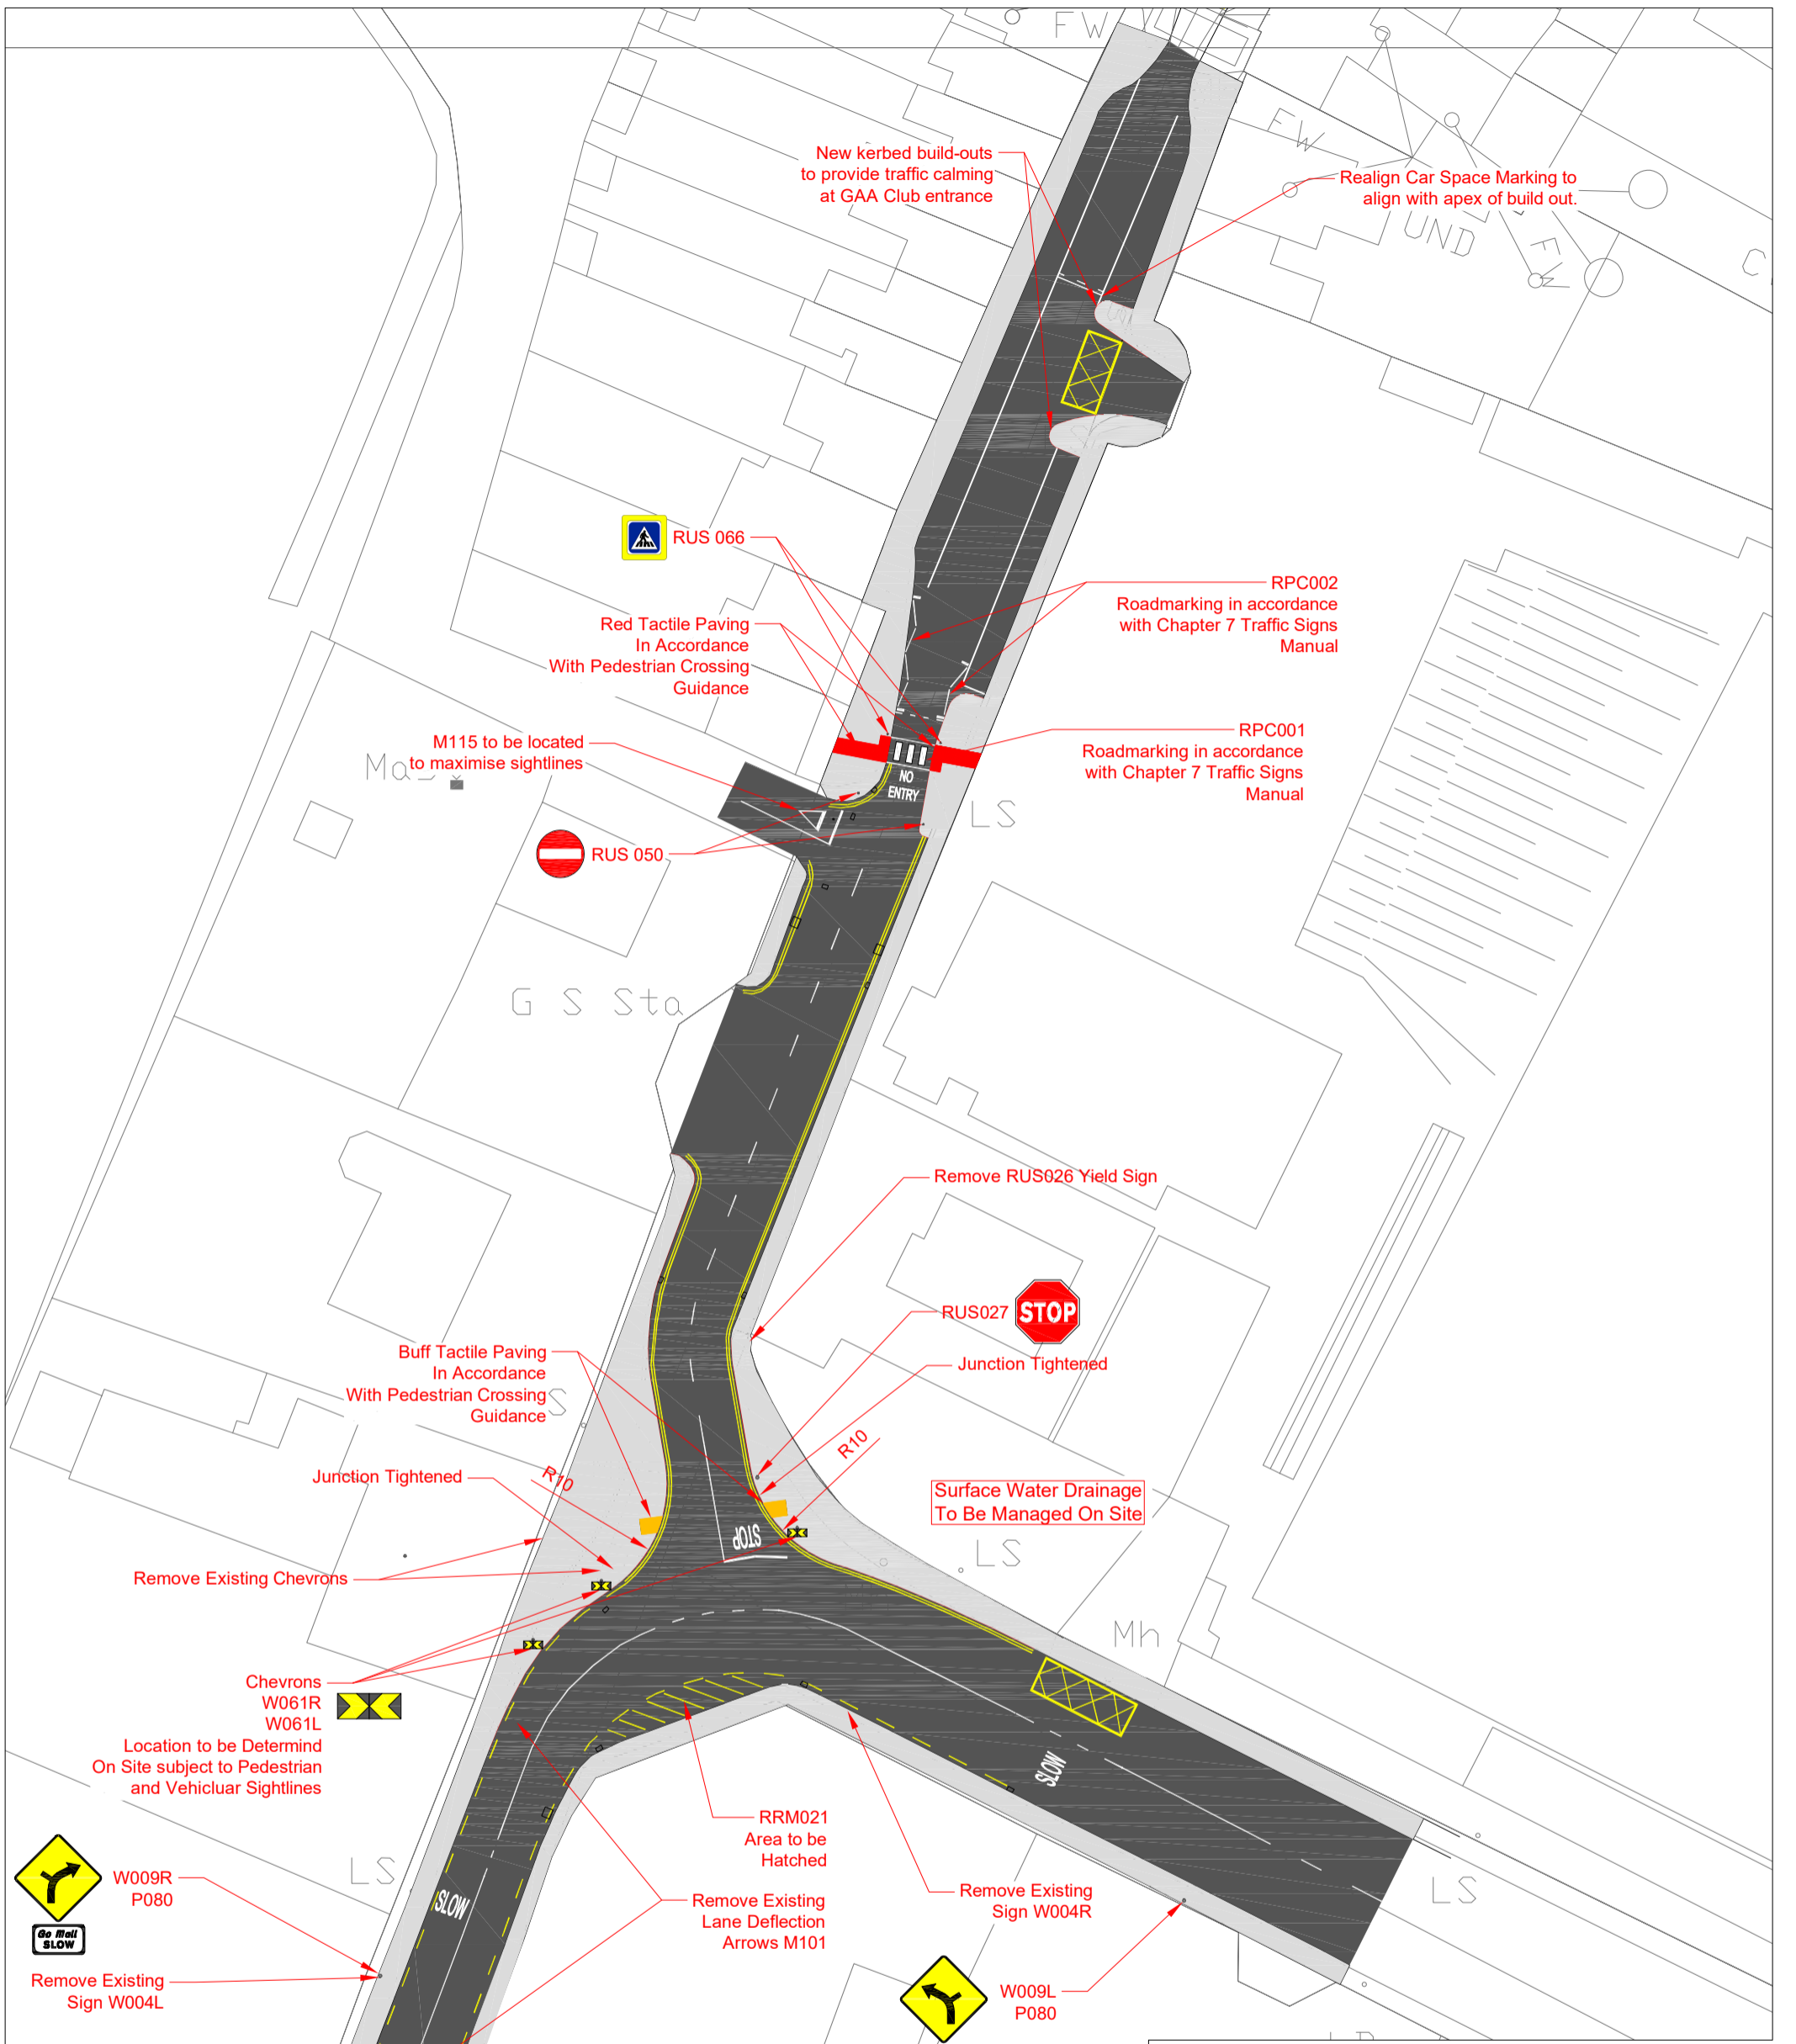 FW
New kerbed build-outs
to provide traffic calming
at GAA Club entrance
FW
Realign Car Space Marking to
align with apex of build out.
UND
FW
C
RUS 066
RPC002
Roadmarking in accordance
with Chapter 7 Traffic Signs
Manual
Red Tactile Paving
In Accordance
With Pedestrian Crossing
Guidance
M115 to be located
to maximise sightlines
RPC001
Roadmarking in accordance
with Chapter 7 Traffic Signs
Manual
NO
ENTRY
LS
RUS 050
G S Sta
Remove RUS026 Yield Sign
RUS027
STOP
Junction Tightened
Buff Tactile Paving
In Accordance
With Pedestrian Crossing
Guidance
S
R10
Junction Tightened
R10
Surface Water Drainage
To Be Managed On Site
STOP
LS
Remove Existing Chevrons
Mh
Chevrons
W061R
W061L
Location to be Determind
On Site subject to Pedestrian
and Vehicluar Sightlines
SLOW
RRM021
Area to be
Hatched
LS
W009R
P080
Go Mall
SLOW
SLOW
Remove Existing
Lane Deflection
Arrows M101
Remove Existing
Sign W004R
LS
Remove Existing
Sign W004L
W009L
P080